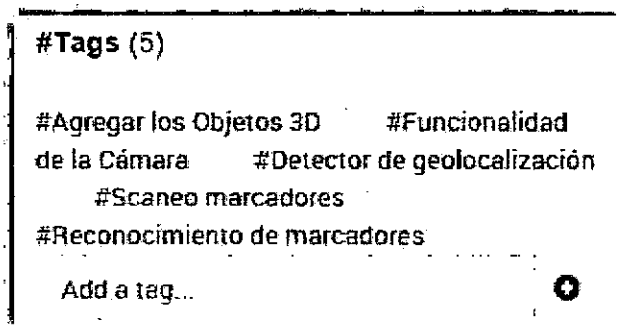 #Tags (5)
#Agregar los Objetos 3D #Funcionalidad
de la Cámara #Detector de geolocalización
#Scaneo marcadores
#Reconocimiento de marcadores
Add a tag...